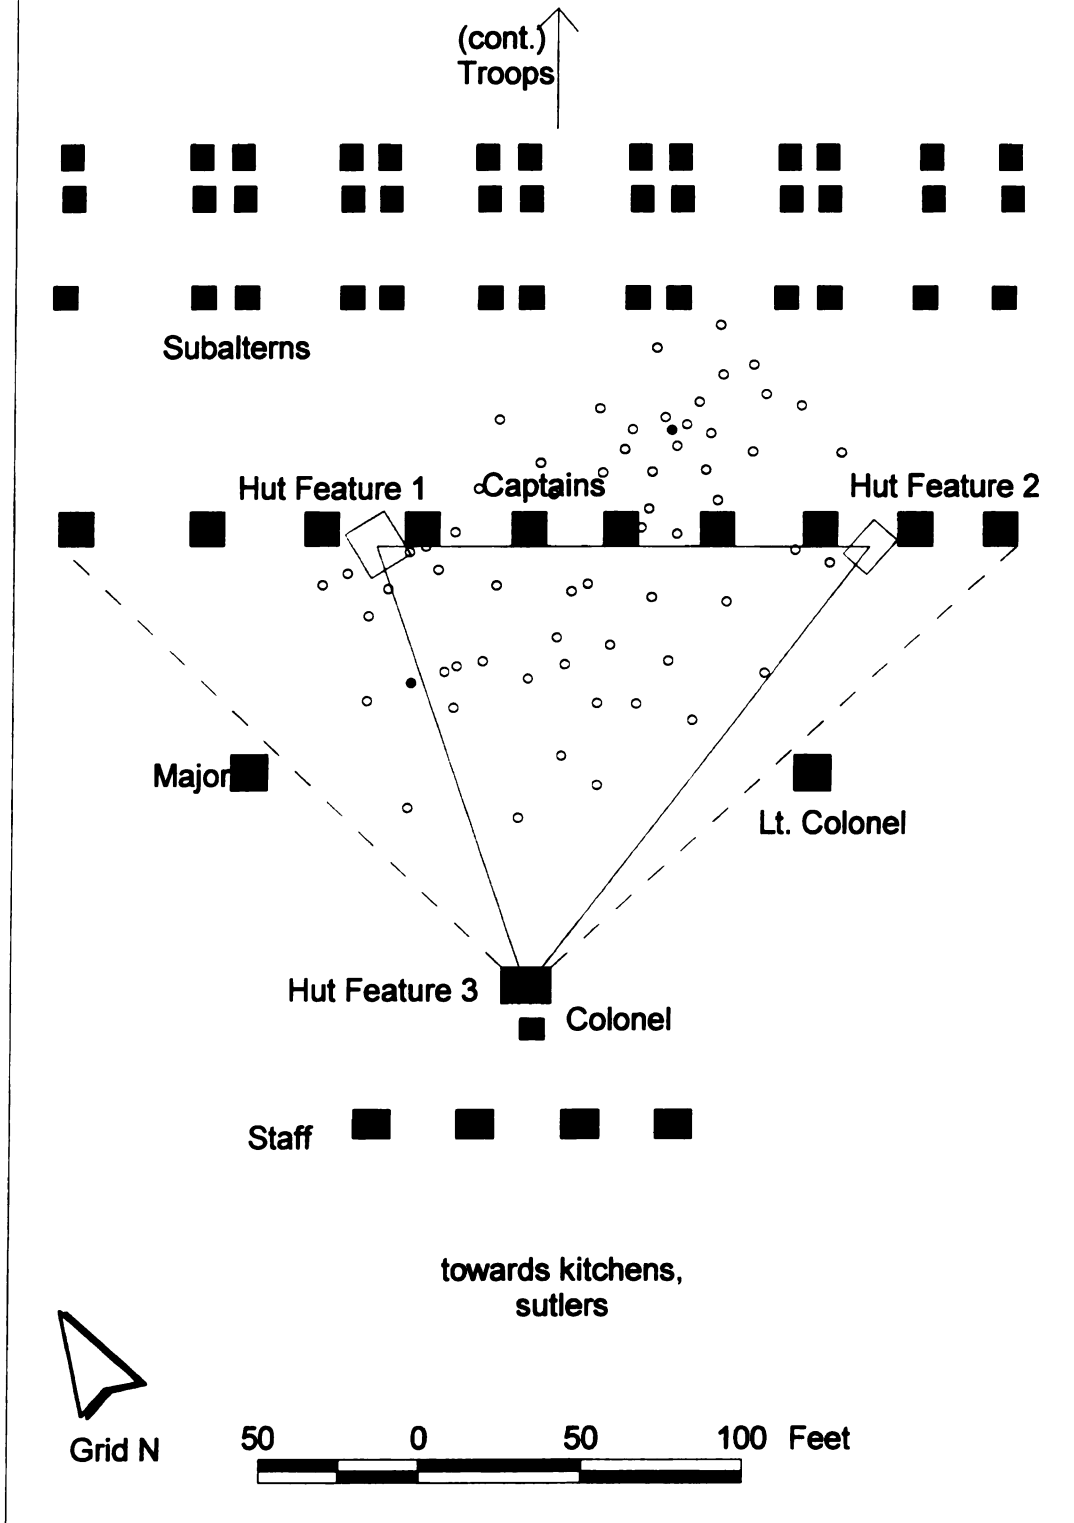 (cont.)
Troops
Subalterns
Hut Feature 1
Captains
Hut Feature 2
Major
Lt. Colonel
Hut Feature 3
Colonel
Staff
towards kitchens,
sutlers
Grid N
50 0 50 100 Feet